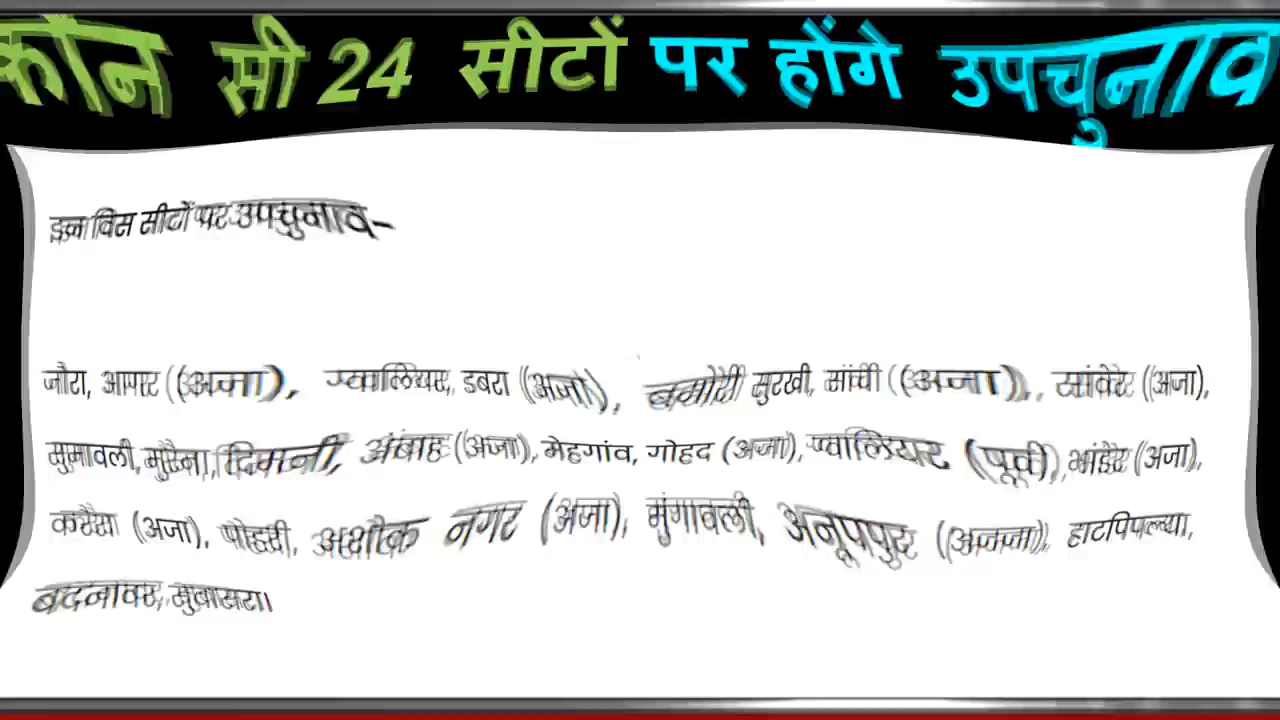 कौन सी 24 सीटों पर होंगे उपचुनाव
इन विस सीटों पर उपचुनाव-
जौरा, आगर (अजा), ग्वालियर, डबरा (अजा), बमोरी सुरखी, सांची (अजा), सांवेर (अजा),
सुमावली, मुरैना, दिमनी, अंबाह (अजा), मेहगांव, गोहद (अजा), ग्वालियर (पूर्व), भांडेर (अजा),
करैरा (अजा), पोहरी, अशोक नगर (अजा), मुंगावली, अनूपपुर (अजजा), हाटपिपल्या,
बदनावर, सुवासरा।